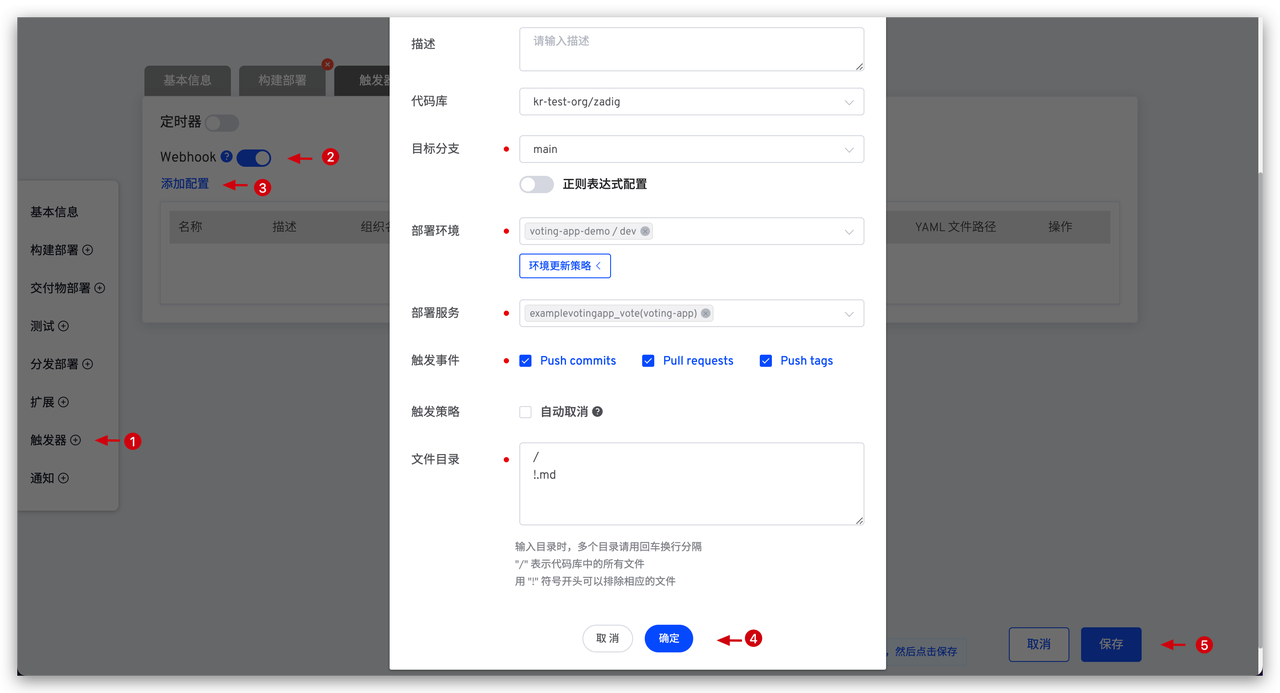 基本信息
构建部署
触发器
定时器
Webhook ?
2
添加配置
3
名称
描述
YAML 文件路径
操作
基本信息
构建部署
交付物部署
测试
分发部署
扩展
触发器
1
通知
描述
请输入描述
代码库
kr-test-org/zadig
目标分支
main
正则表达式配置
部署环境
voting-app-demo / dev
环境更新策略 <
部署服务
examplevotingapp_vote(voting-app)
触发事件
Push commits
Pull requests
Push tags
触发策略
自动取消 ?
文件目录
/
!.md
输入目录时，多个目录请用回车换行分隔
"/" 表示代码库中的所有文件
用 "!" 符号开头可以排除相应的文件
取消
确定
4
，然后点击保存
取消
保存
5